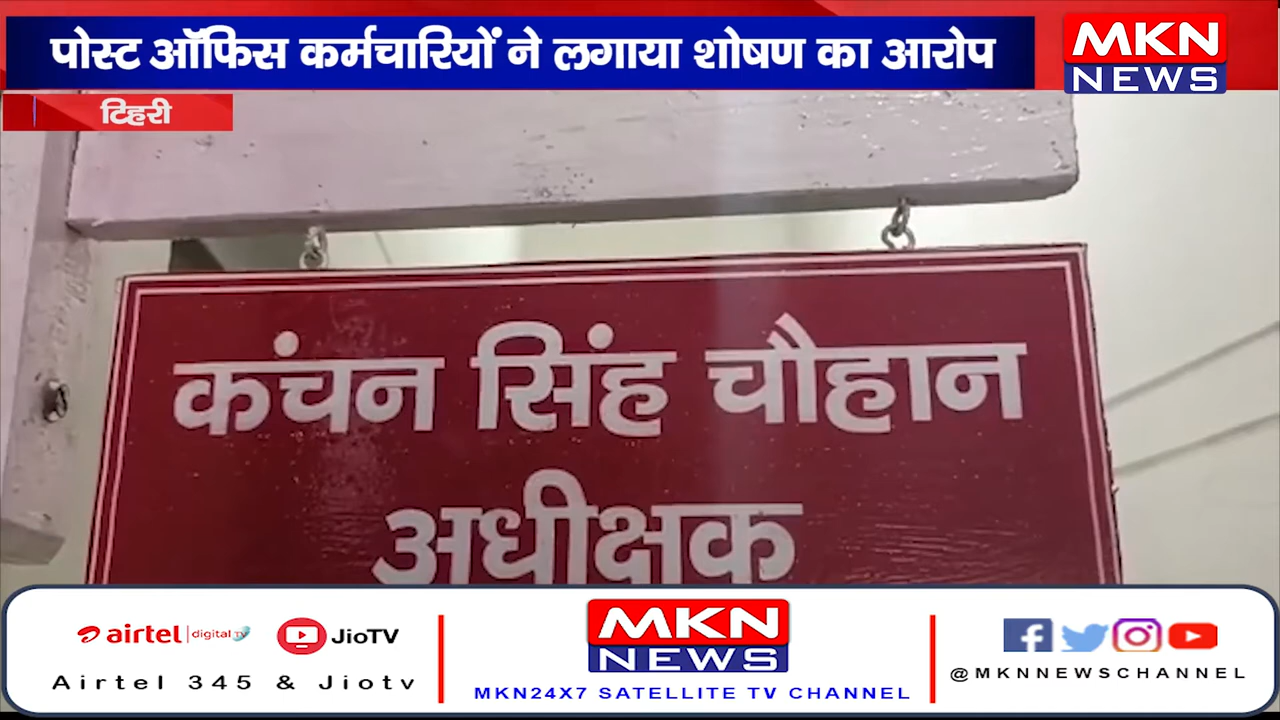 पोस्ट ऑफिस कर्मचारियों ने लगाया शोषण का आरोप
MKN
NEWS
टिहरी
कंचन सिंह चौहान
अधीक्षक
airtel digital TV
JioTV
Airtel 345 & Jiotv
MKN
NEWS
MKN24X7 SATELLITE TV CHANNEL
@MKNNEWSCHANNEL